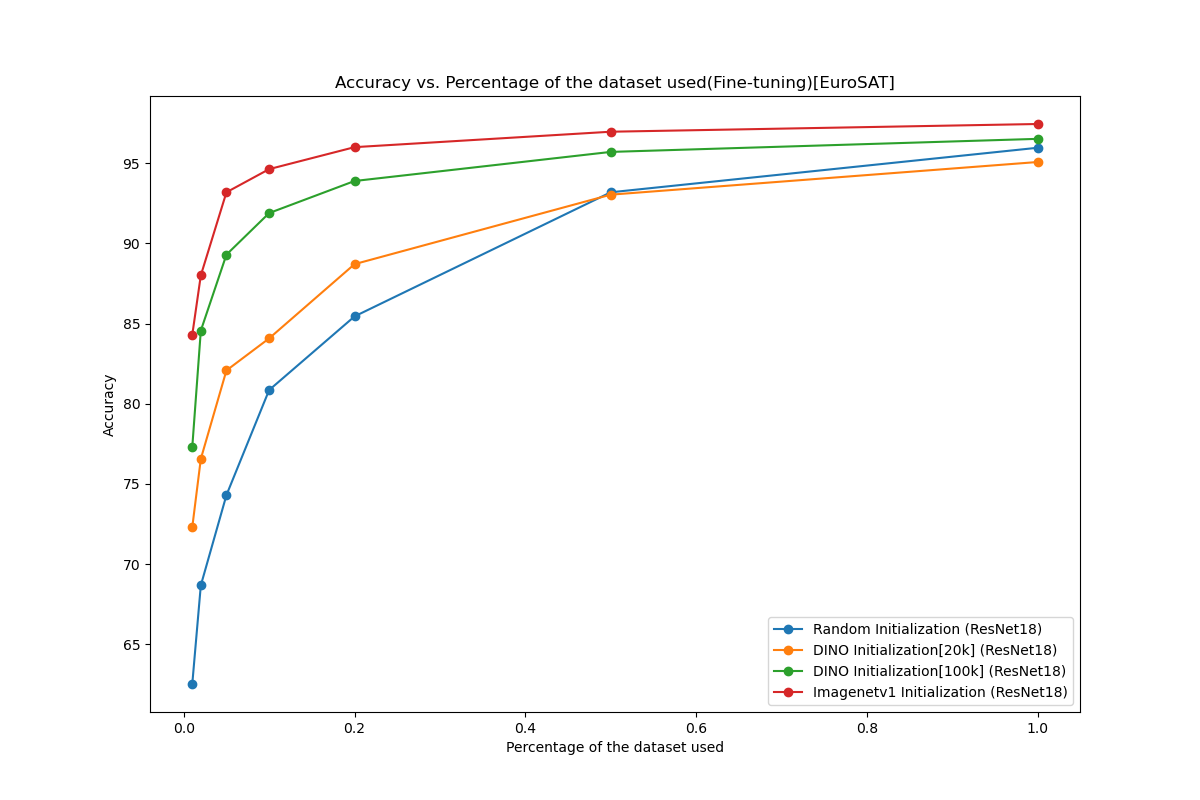 Accuracy vs. Percentage of the dataset used(Fine-tuning)[EuroSAT]
Accuracy
95
90
85
80
75
70
65
0.0 0.2 0.4 0.6 0.8 1.0
Percentage of the dataset used
Random Initialization (ResNet18)
DINO Initialization[20k] (ResNet18)
DINO Initialization[100k] (ResNet18)
Imagenetv1 Initialization (ResNet18)